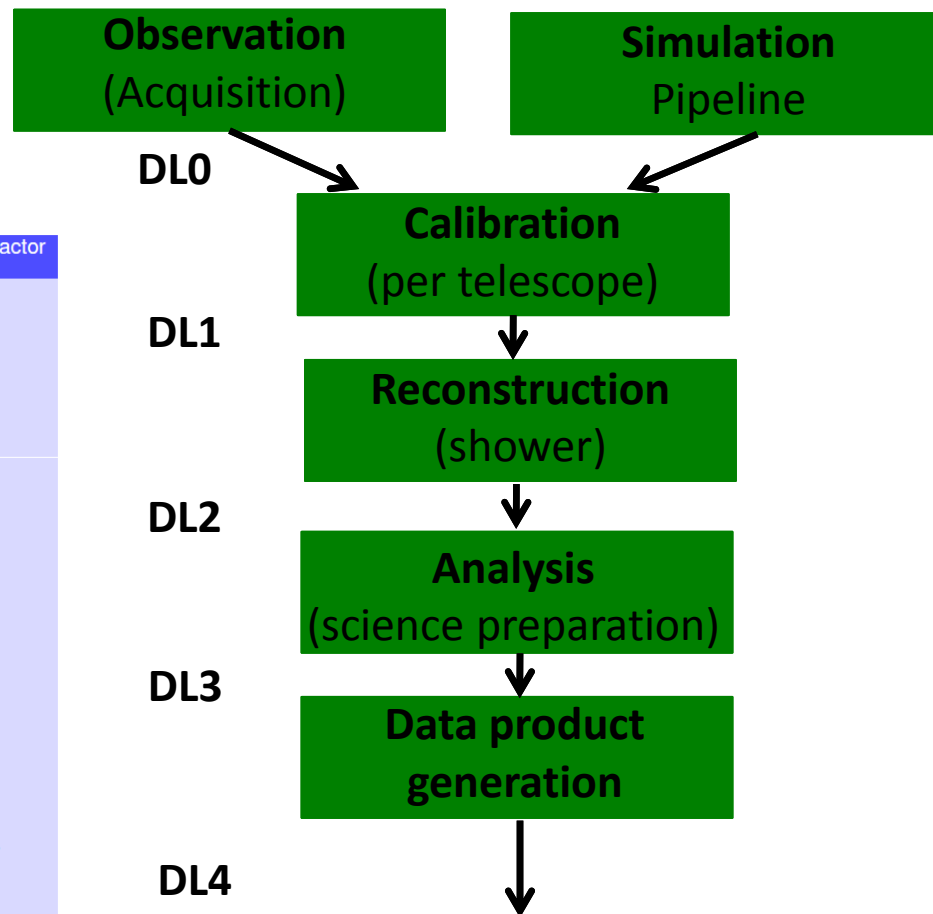 Observation
(Acquisition)
Simulation
Pipeline
DL0
Calibration
(per telescope)
actor
DL1
Reconstruction
(shower)
DL2
Analysis
(science preparation)
DL3
Data product
generation
DL4